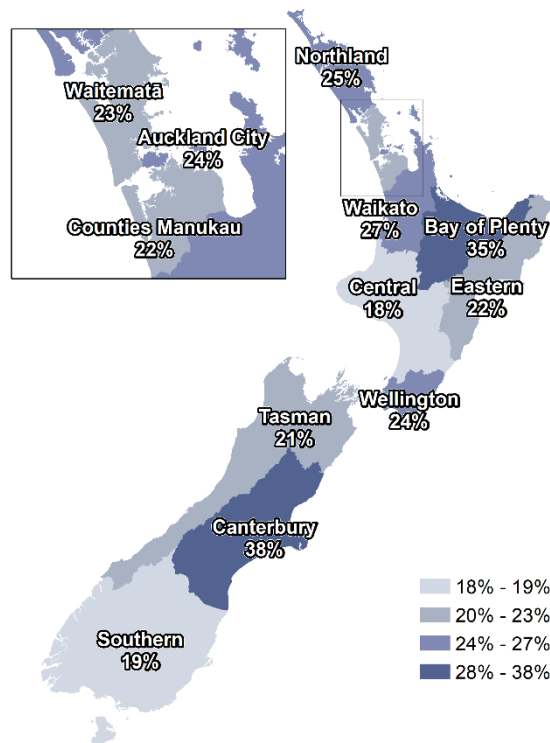 Northland
25%
Waitematā
23%
Auckland City
24%
Counties Manukau
22%
Waikato
27%
Bay of Plenty
35%
Central
18%
Eastern
22%
Wellington
24%
Tasman
21%
Canterbury
38%
Southern
19%
18% - 19%
20% - 23%
24% - 27%
28% - 38%